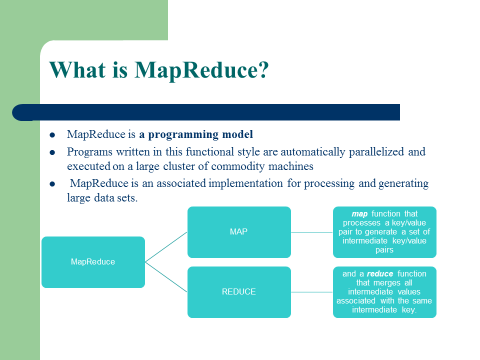 What is MapReduce?
MapReduce is a programming model
Programs written in this functional style are automatically parallelized and
executed on a large cluster of commodity machines
MapReduce is an associated implementation for processing and generating
large data sets.
MapReduce
MAP
map function that
processes a key/value
pair to generate a set of
intermediate key/value
pairs
REDUCE
and a reduce function
that merges all
intermediate values
associated with the same
intermediate key.